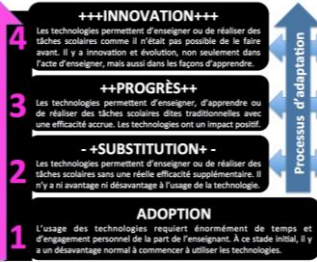 4
+++INNOVATION+++
Les technologies permettent d'enseigner ou de réaliser des
tâches scolaires comme il n'était pas possible de le faire
avant. Il y a innovation et évolution, non seulement dans
l'acte d'enseigner, mais aussi dans les façons d'apprendre.
3
++PROGRÈS++
Les technologies permettent d'enseigner, d'apprendre ou
de réaliser des tâches scolaires dites traditionnelles avec
une efficacité accrue. Les technologies ont un impact positif.
2
- +SUBSTITUTION+ -
Les technologies permettent d'enseigner ou de réaliser des
tâches scolaires sans une réelle efficacité supplémentaire. Il
n'y a ni avantage ni désavantage à l'usage de la technologie.
1
ADOPTION
L'usage des technologies requiert énormément de temps et
d'engagement personnel de la part de l'enseignant. À ce stade initial, il y
a un désavantage normal à commencer à utiliser les technologies.
Processus d'adaptation